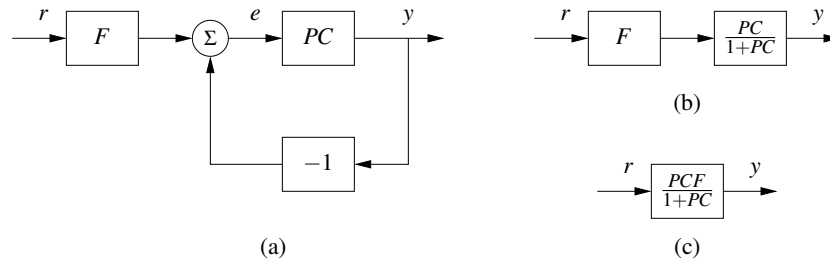 r F Σ e PC y
−1
(a)
r F PC/1+PC y
(b)
r PCF/1+PC y
(c)